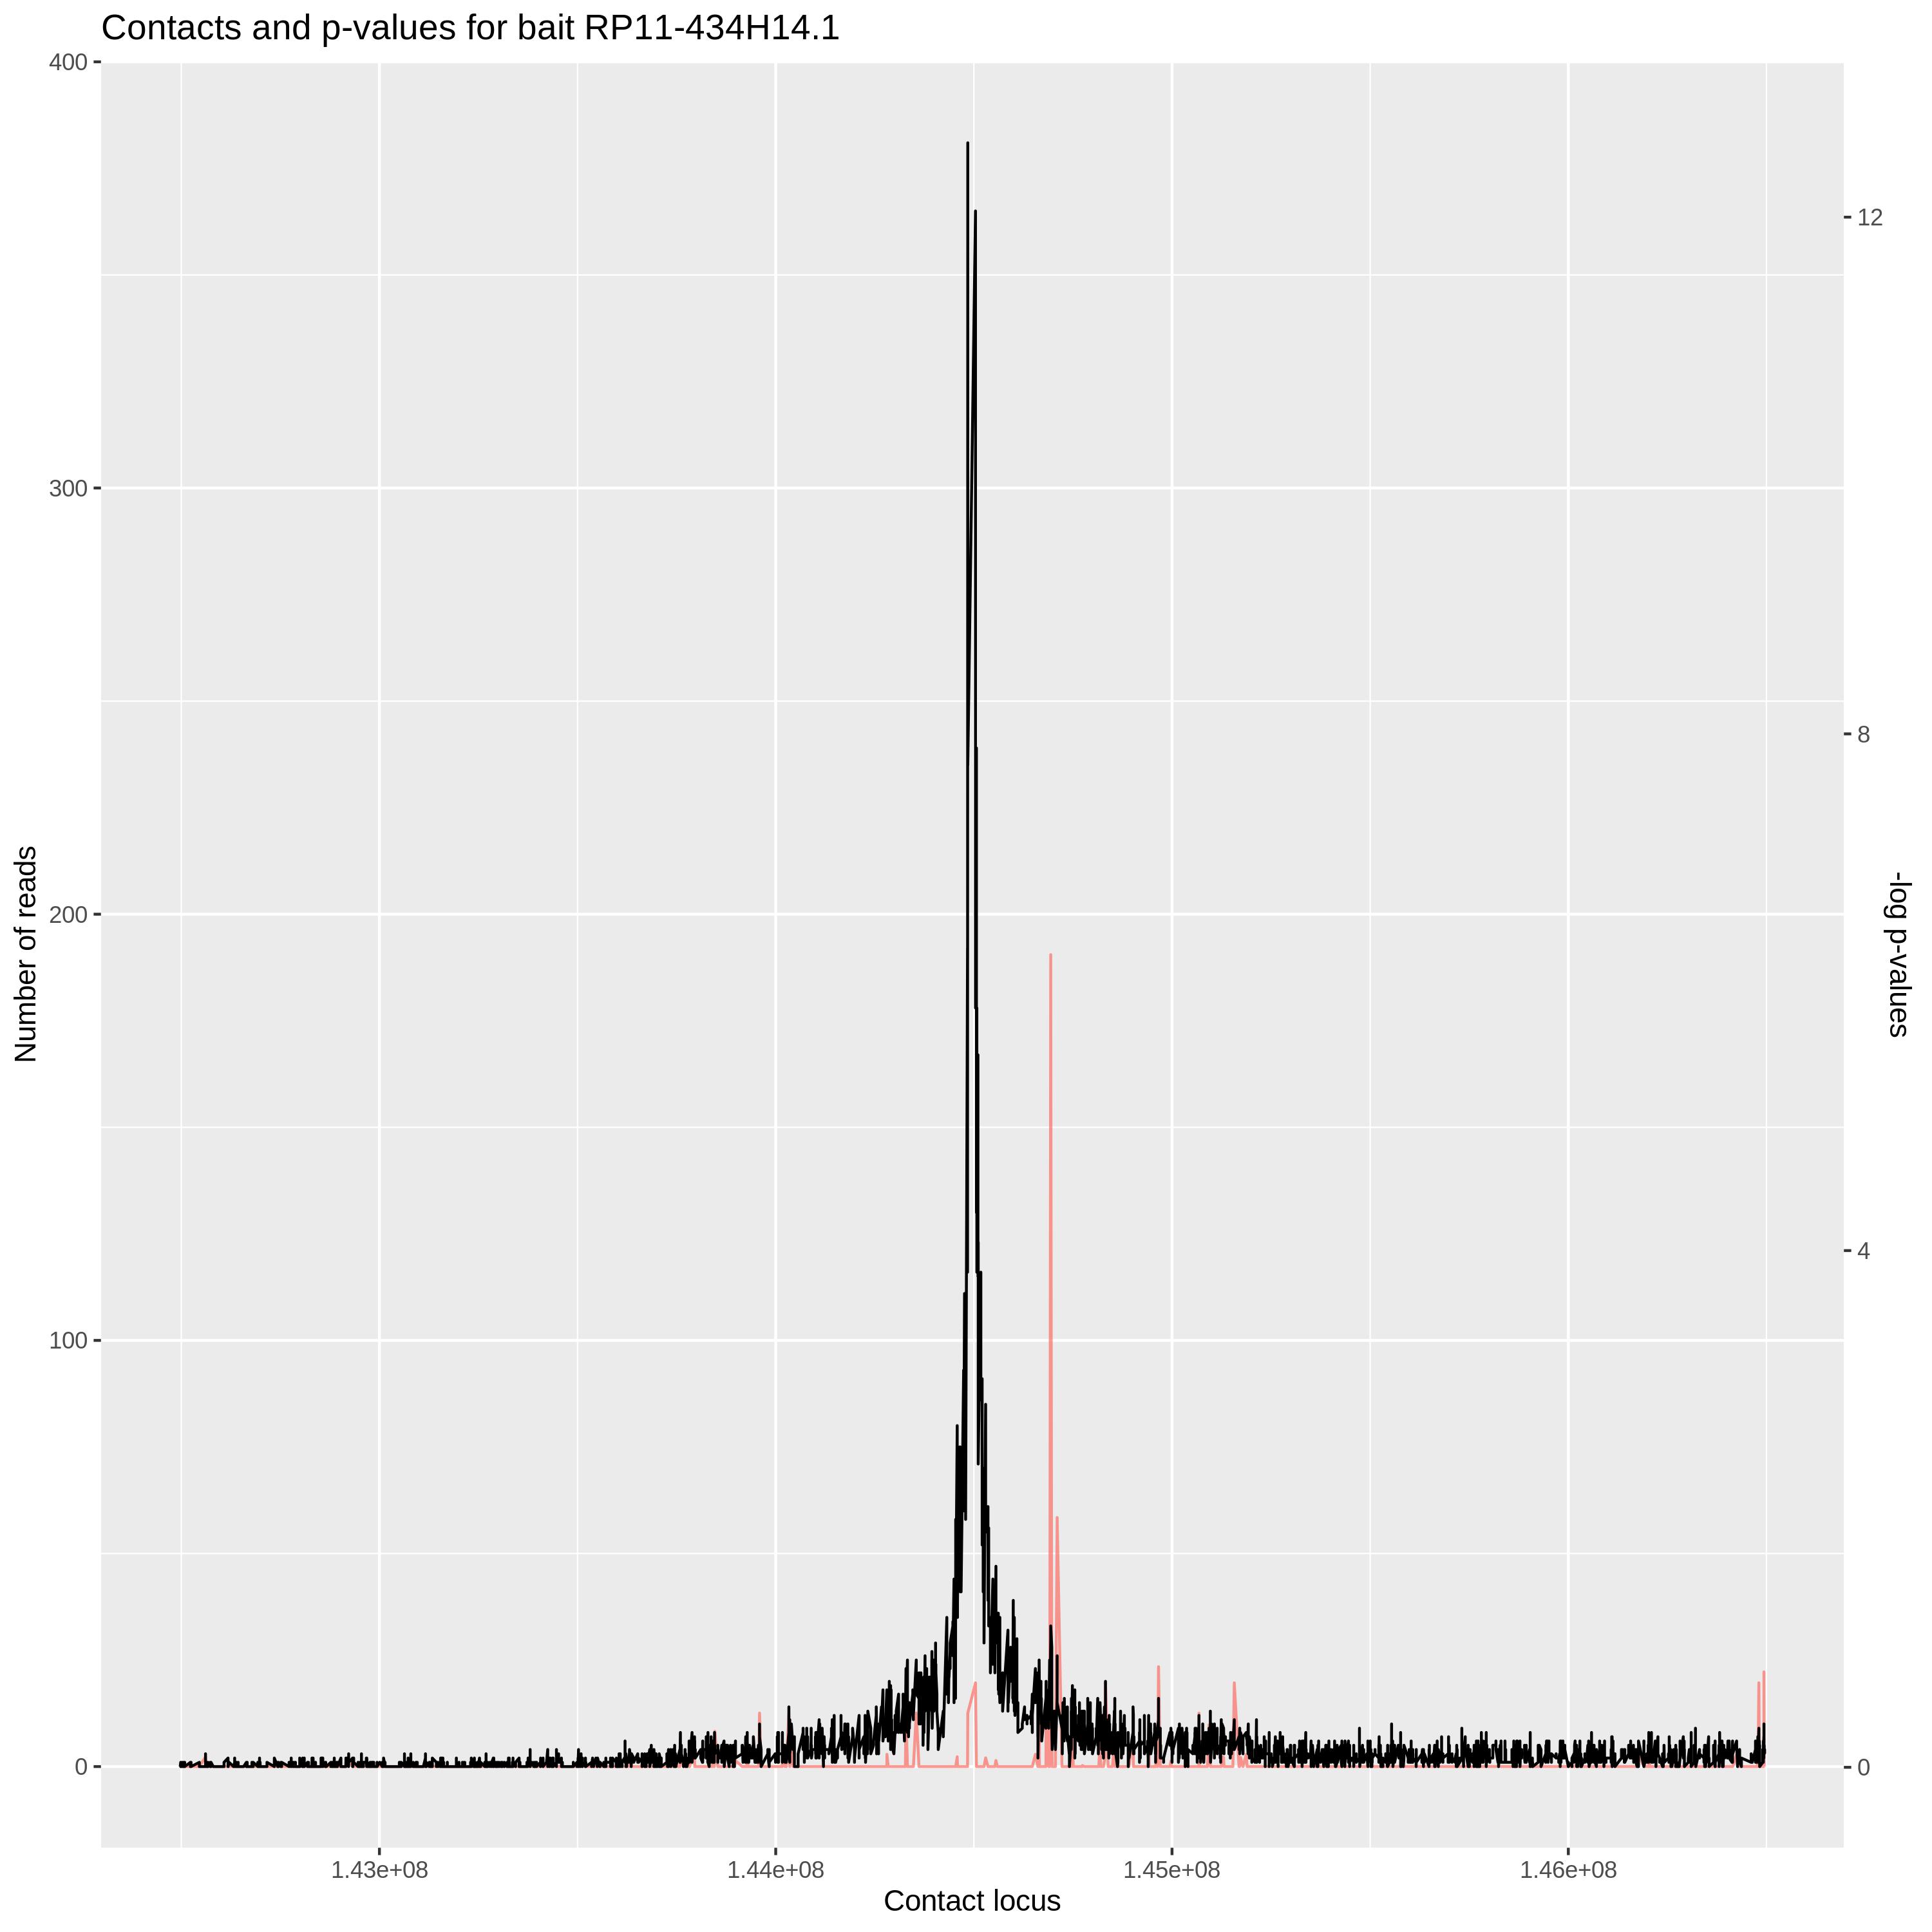 Contacts and p-values for bait RP11-434H14.1
400
300
200
100
0
Number of reads
12
8
4
0
-log p-values
1.43e+08
1.44e+08
1.45e+08
1.46e+08
Contact locus